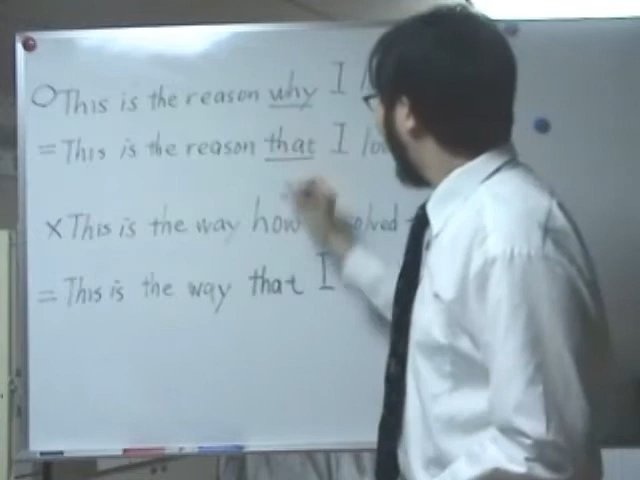 ○ This is the reason why I
= This is the reason that I
× This is the way how
= This is the way that I